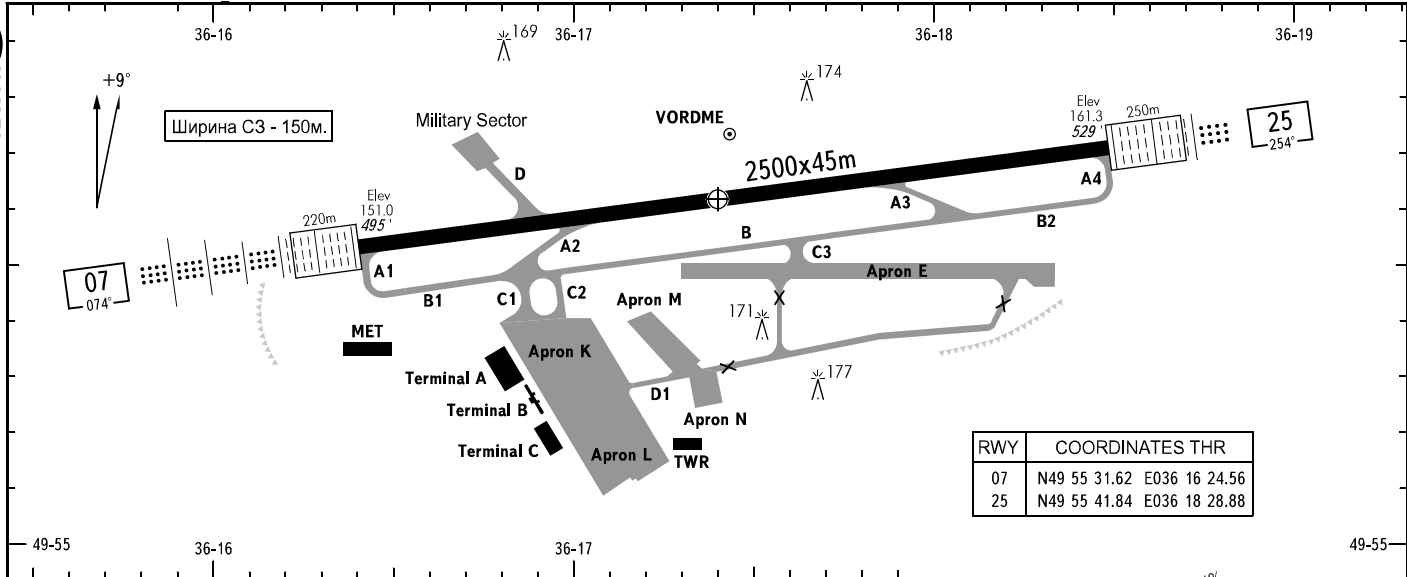 36-16
36-17
36-18
36-19
169
+9°
174
Ширина СЗ - 150м.
Military Sector
VORDME
Elev
161.3
529 '
250m
25
254°
2500x45m
D
A4
Elev
151.0
495 '
220m
A3
B2
A2
B
C3
07
074°
A1
B1
C1
C2
Apron E
Apron M
171
MET
Apron K
Terminal A
177
D1
Terminal B
Apron N
Terminal C
Apron L
TWR
RWY COORDINATES THR
07 N49 55 31.62 E036 16 24.56
25 N49 55 41.84 E036 18 28.88
49-55
36-16
36-17
49-55